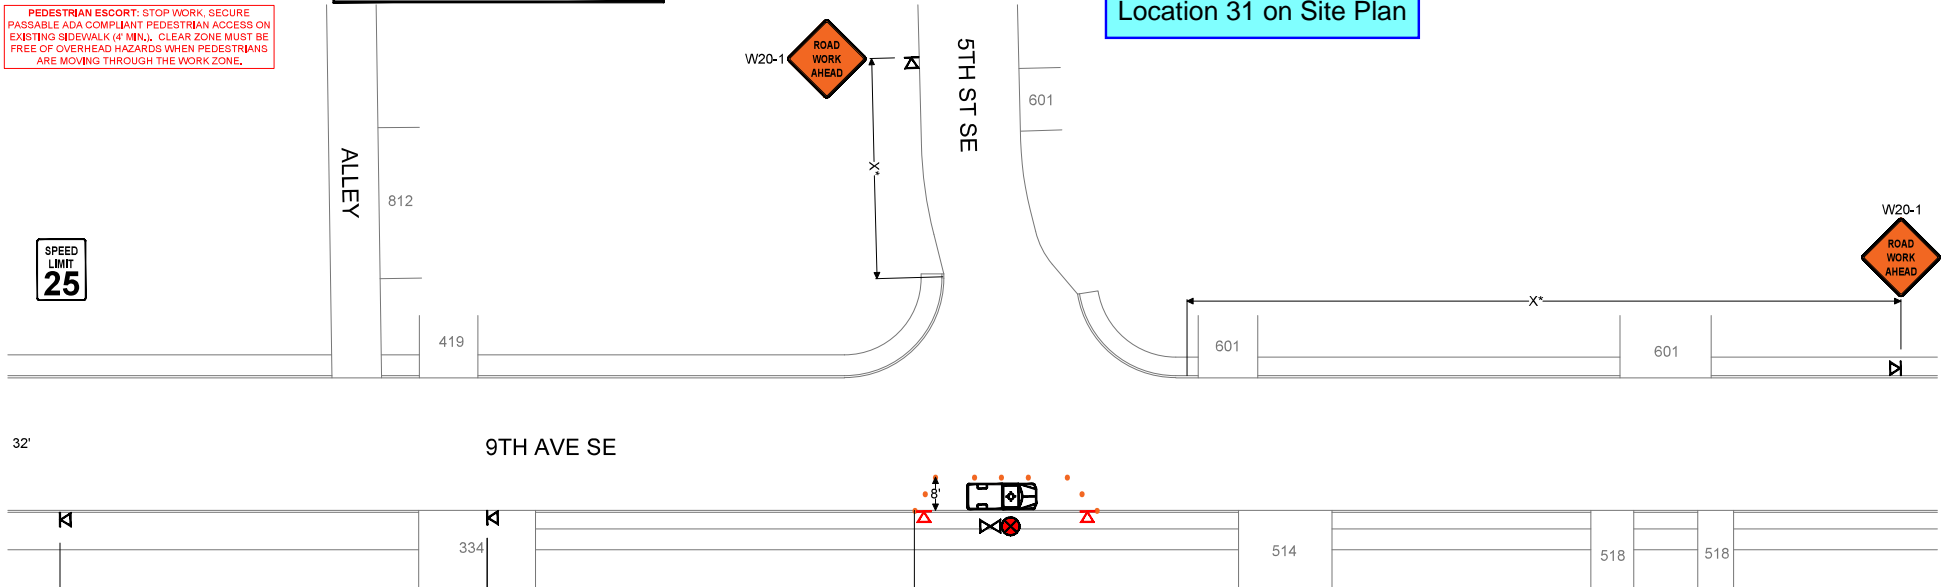 PEDESTRIAN ESCORT: STOP WORK, SECURE
PASSABLE ADA COMPLIANT PEDESTRIAN ACCESS ON
EXISTING SIDEWALK (4' MIN.). CLEAR ZONE MUST BE
FREE OF OVERHEAD HAZARDS WHEN PEDESTRIANS
ARE MOVING THROUGH THE WORK ZONE.
Location 31 on Site Plan
W20-1
ROAD
WORK
AHEAD
5TH ST SE
601
X*
ALLEY
812
SPEED
LIMIT
25
W20-1
ROAD
WORK
AHEAD
X*
419
601
601
32'
9TH AVE SE
8'
334
514
518
518